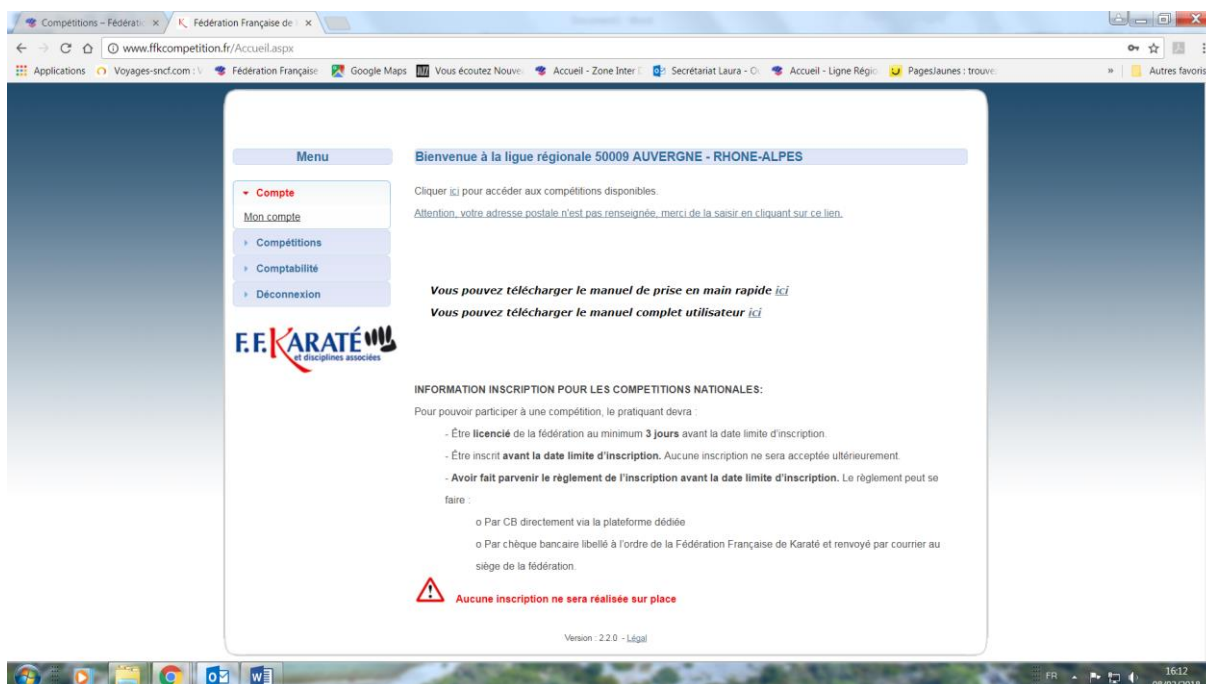 Compétitions – Fédératic
Fédération Française de
www.ffkcompetition.fr/Accueil.aspx
Applications Voyages-sncf.com : V Fédération Française Google Maps Vous écoutez Nouve Accueil - Zone Inter Secrétariat Laura - O Accueil - Ligne Régio PagesJaunes : trouve » Autres favoris
Menu
Compte
Mon compte
Compétitions
Comptabilité
Déconnexion
F.F.KARATÉ
et disciplines associées
Bienvenue à la ligue régionale 50009 AUVERGNE - RHONE-ALPES
Cliquer ici pour accéder aux compétitions disponibles.
Attention, votre adresse postale n'est pas renseignée, merci de la saisir en cliquant sur ce lien.
Vous pouvez télécharger le manuel de prise en main rapide ici
Vous pouvez télécharger le manuel complet utilisateur ici
INFORMATION INSCRIPTION POUR LES COMPETITIONS NATIONALES:
Pour pouvoir participer à une compétition, le pratiquant devra :
- Être licencié de la fédération au minimum 3 jours avant la date limite d'inscription.
- Être inscrit avant la date limite d'inscription. Aucune inscription ne sera acceptée ultérieurement.
- Avoir fait parvenir le règlement de l'inscription avant la date limite d'inscription. Le règlement peut se
faire :
o Par CB directement via la plateforme dédiée
o Par chèque bancaire libellé à l'ordre de la Fédération Française de Karaté et renvoyé par courrier au
siège de la fédération.
Aucune inscription ne sera réalisée sur place
Version : 2.2.0 - Légal
FR
16:12